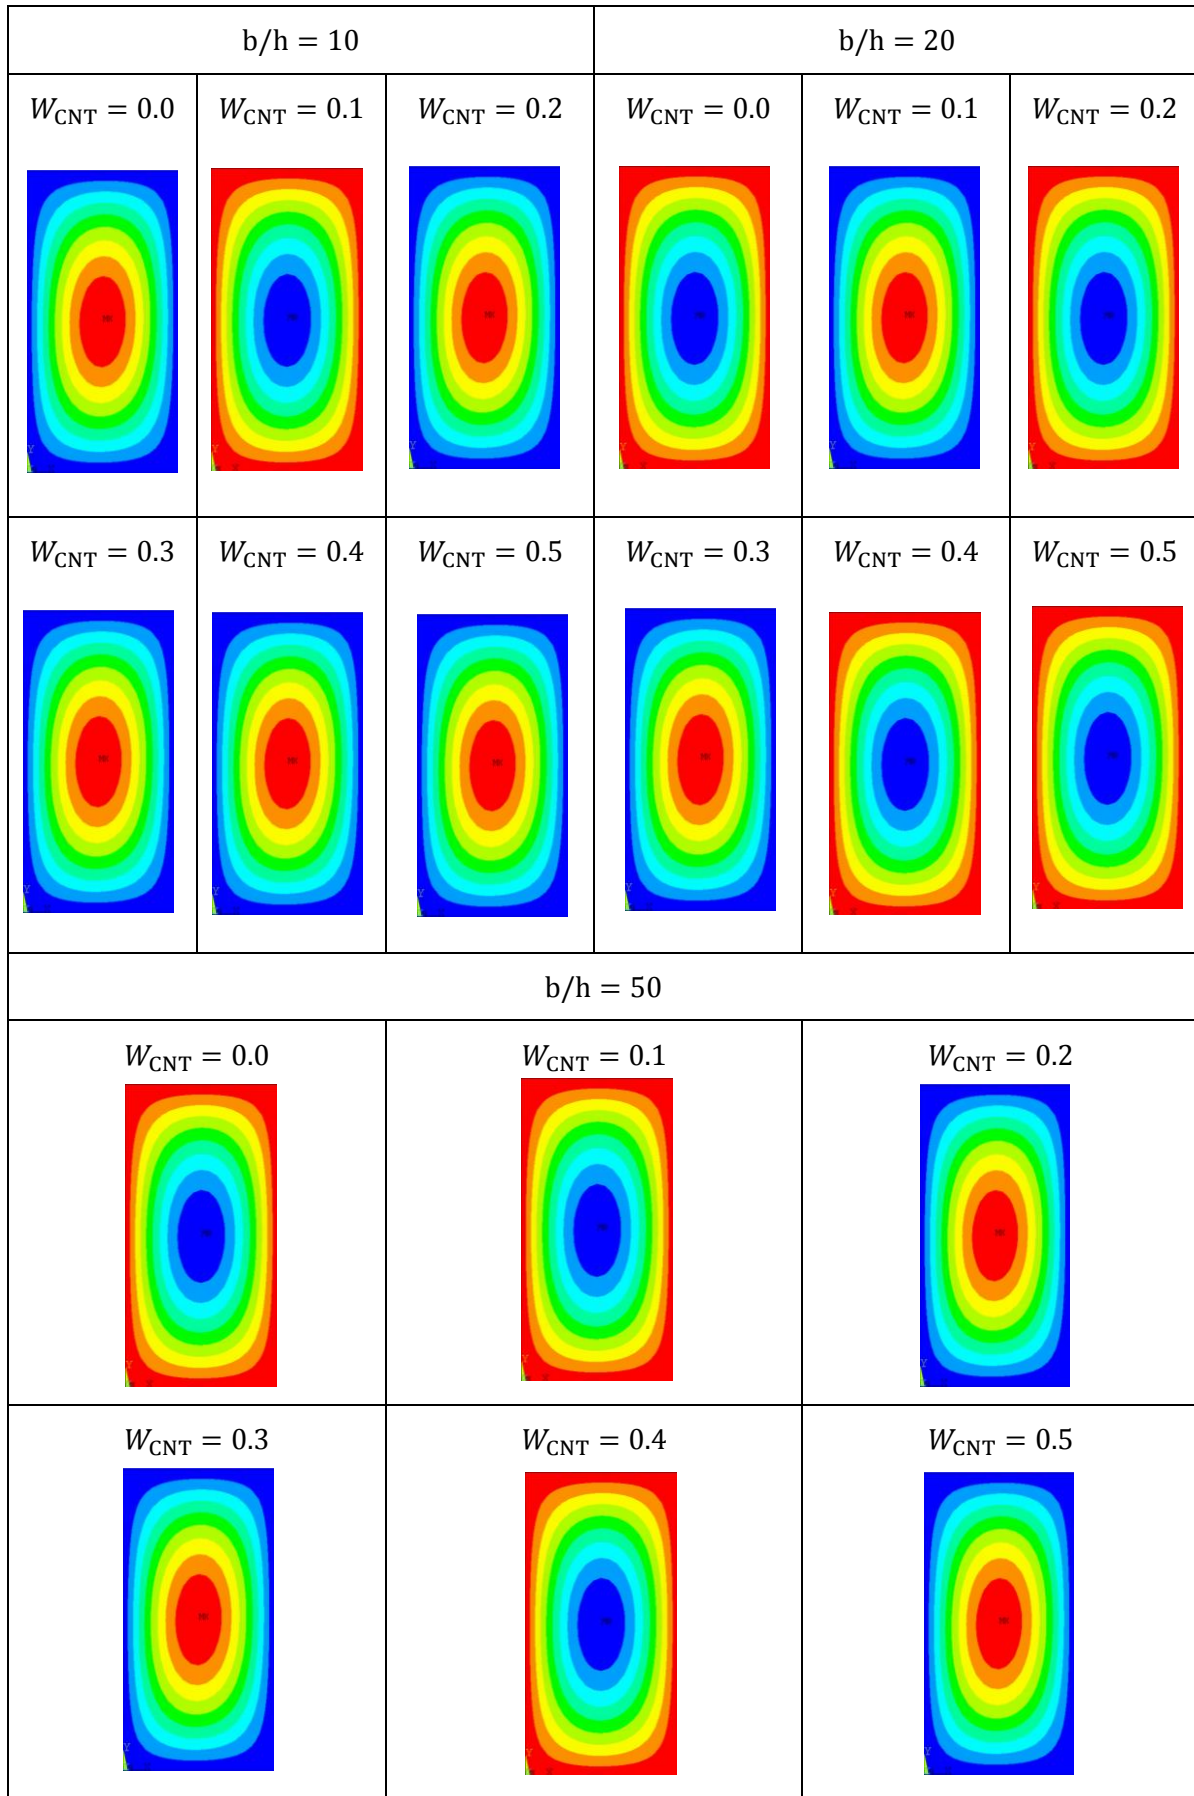 b/h = 10
b/h = 20
W_CNT = 0.0
W_CNT = 0.1
W_CNT = 0.2
W_CNT = 0.0
W_CNT = 0.1
W_CNT = 0.2
W_CNT = 0.3
W_CNT = 0.4
W_CNT = 0.5
W_CNT = 0.3
W_CNT = 0.4
W_CNT = 0.5
b/h = 50
W_CNT = 0.0
W_CNT = 0.1
W_CNT = 0.2
W_CNT = 0.3
W_CNT = 0.4
W_CNT = 0.5